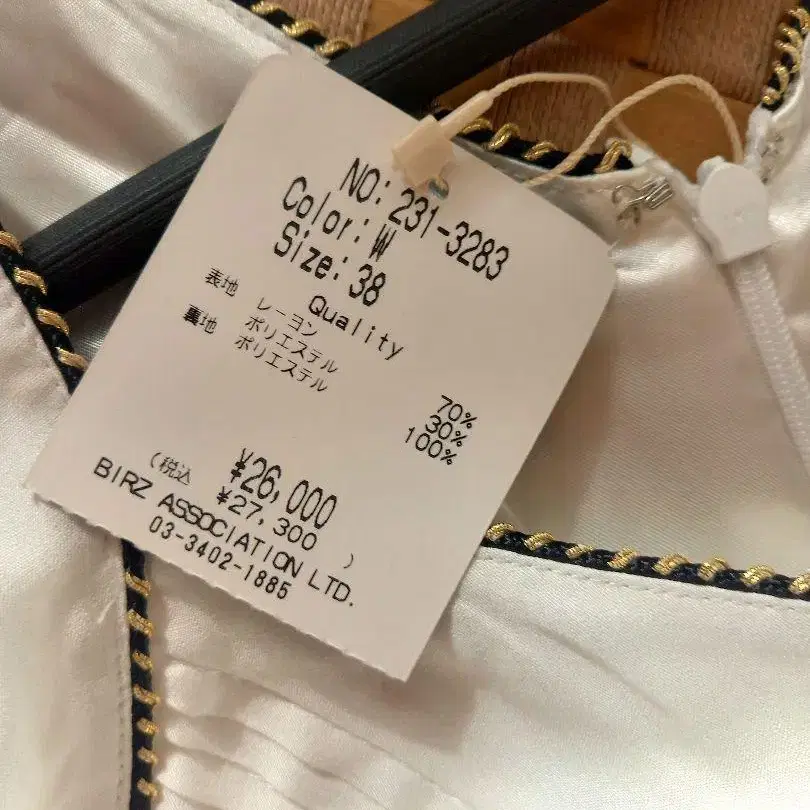 NO: 231-3283
Color: W
Size: 38
Quality
表地 レーヨン 70%
ポリエステル 30%
裏地 ポリエステル 100%
¥26,000
(税込 ¥27,300 )
BIRZ ASSOCIATION LTD.
03-3402-1885